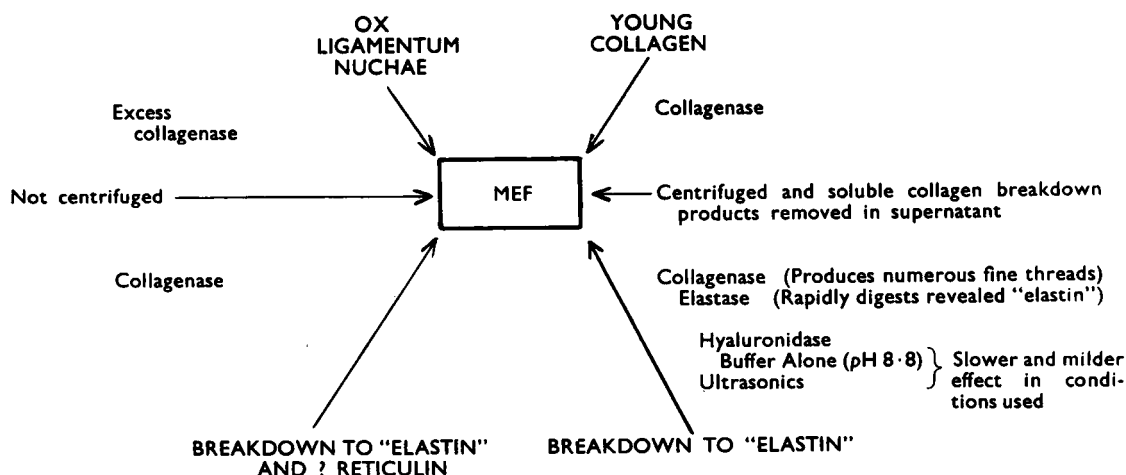 OX
LIGAMENTUM
NUCHAE
YOUNG
COLLAGEN
Excess
collagenase
Collagenase
Not centrifuged
MEF
Centrifuged and soluble collagen breakdown
products removed in supernatant
Collagenase
Collagenase (Produces numerous fine threads)
Elastase (Rapidly digests revealed "elastin")
Hyaluronidase
Buffer Alone (pH 8·8)
Ultrasonics
Slower and milder
effect in condi-
tions used
BREAKDOWN TO "ELASTIN"
AND ? RETICULIN
BREAKDOWN TO "ELASTIN"